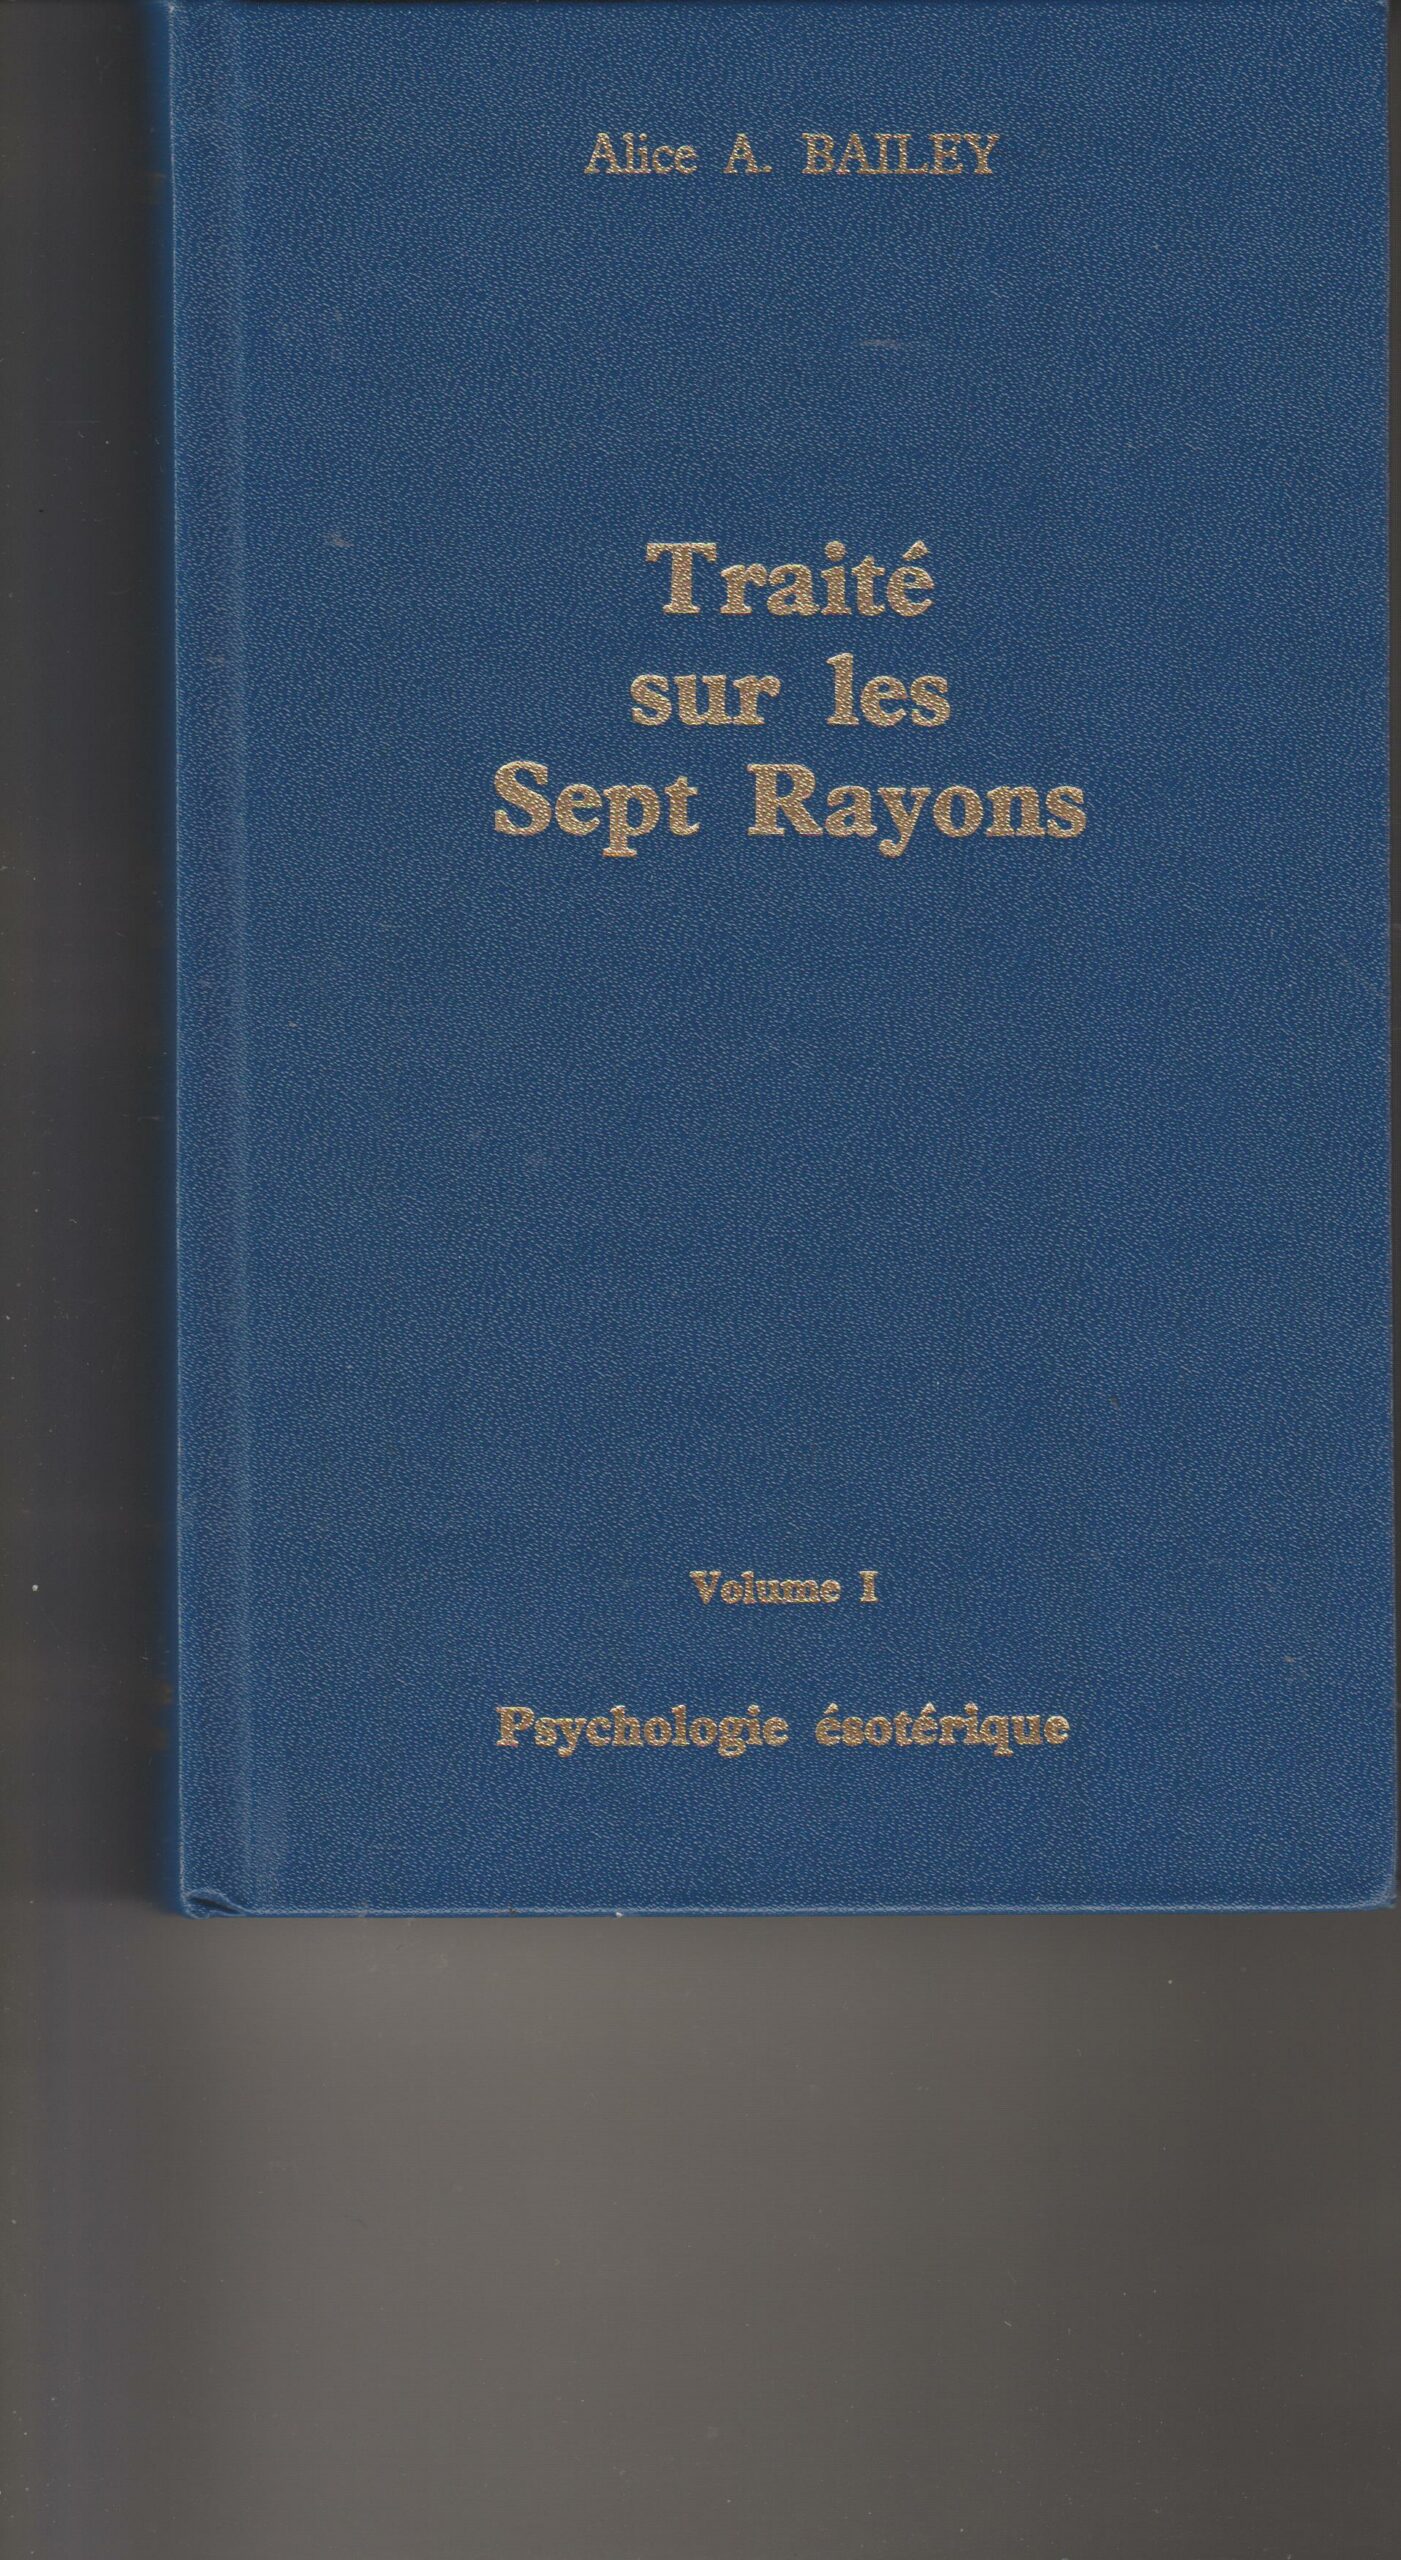 Alice A. BAILEY
Traité
sur les
Sept Rayons
Volume I
Psychologie ésotérique